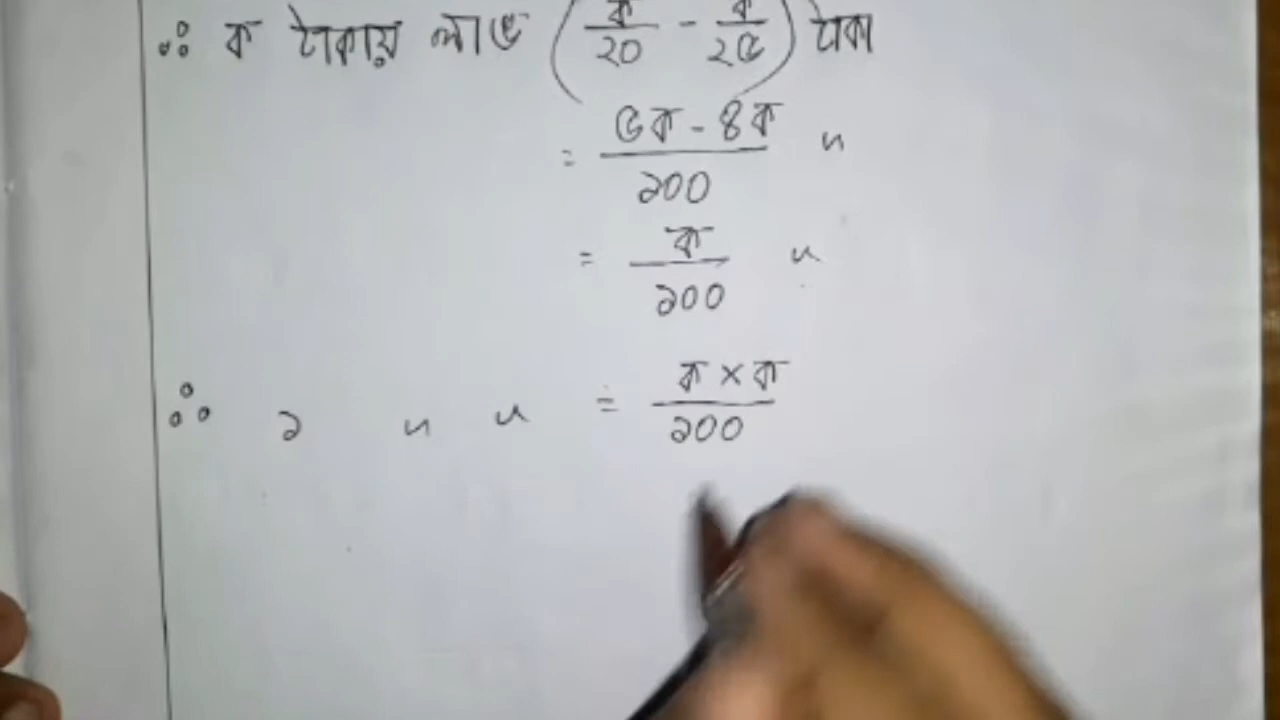 ∴ ক টাকায় লাভ (ক/২০ - ক/২৫) টাকা
= ৫ক - ৪ক/১০০ "
= ক/১০০ "
∴ ১ " " = ক × ক/১০০